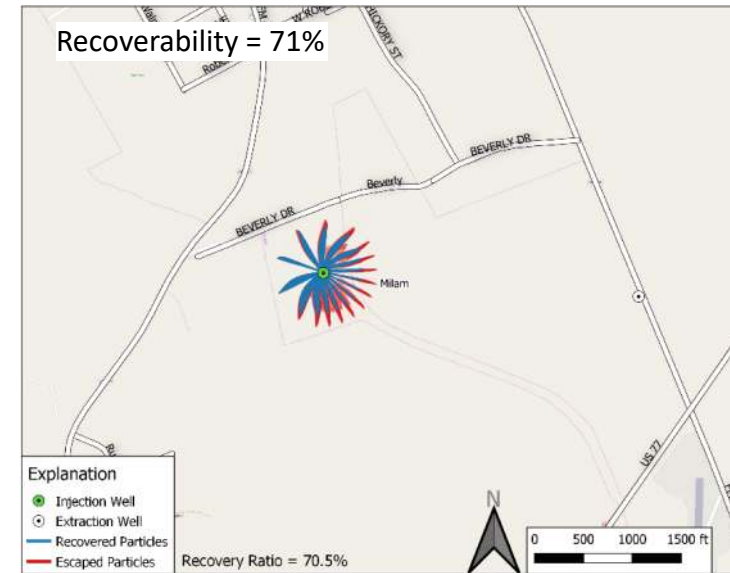 Recoverability = 71%
HICKORY ST
BEVERLY DR
Beverly
BEVERLY DR
Milam
US 77
Explanation
Injection Well
Extraction Well
Recovered Particles
Escaped Particles
Recovery Ratio = 70.5%
N
0 500 1000 1500 ft